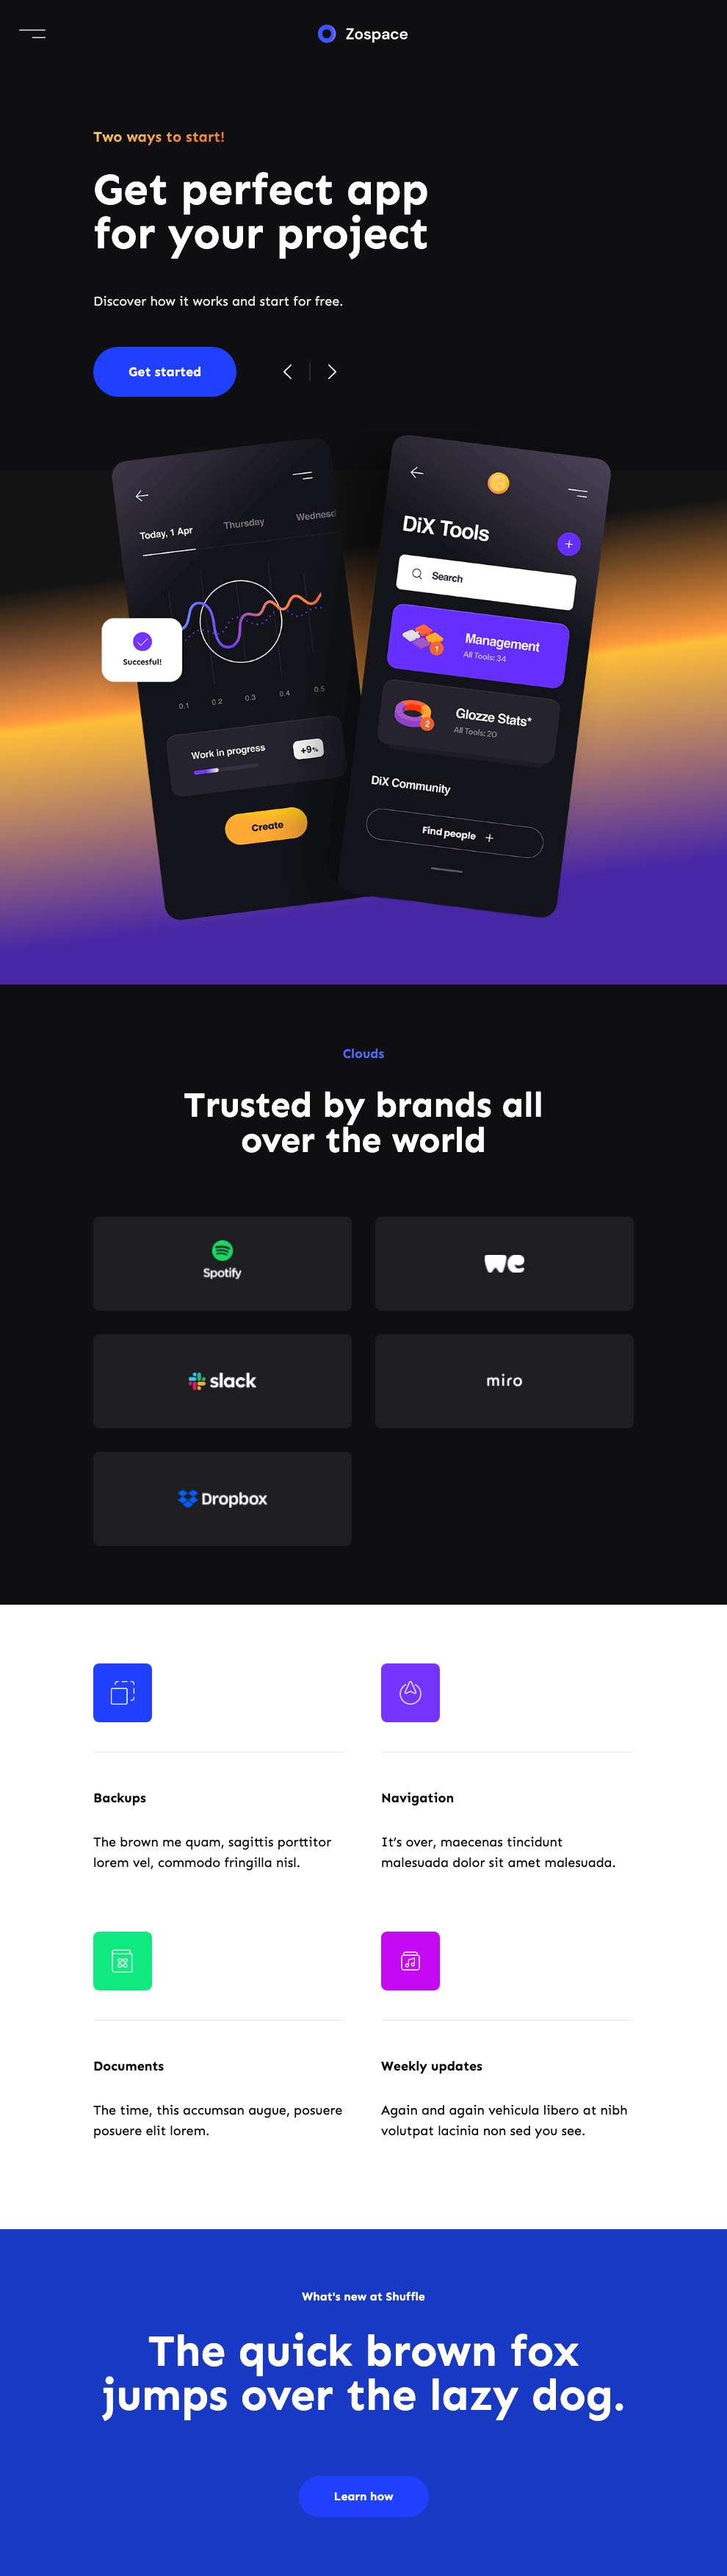 Zospace
Two ways to start!
Get perfect app
for your project
Discover how it works and start for free.
Get started
Today, 1 Apr
Thursday
Wednesd
Succesful!
0.1
0.2
0.3
0.4
0.5
Work in progress
+9%
Create
DiX Tools
+
Search
Management
All Tools: 34
1
Glozze Stats*
All Tools: 20
2
DiX Community
Find people +
Clouds
Trusted by brands all
over the world
Spotify
we
slack
miro
Dropbox
Backups
The brown me quam, sagittis porttitor
lorem vel, commodo fringilla nisl.
Navigation
It’s over, maecenas tincidunt
malesuada dolor sit amet malesuada.
Documents
The time, this accumsan augue, posuere
posuere elit lorem.
Weekly updates
Again and again vehicula libero at nibh
volutpat lacinia non sed you see.
What's new at Shuffle
The quick brown fox
jumps over the lazy dog.
Learn how